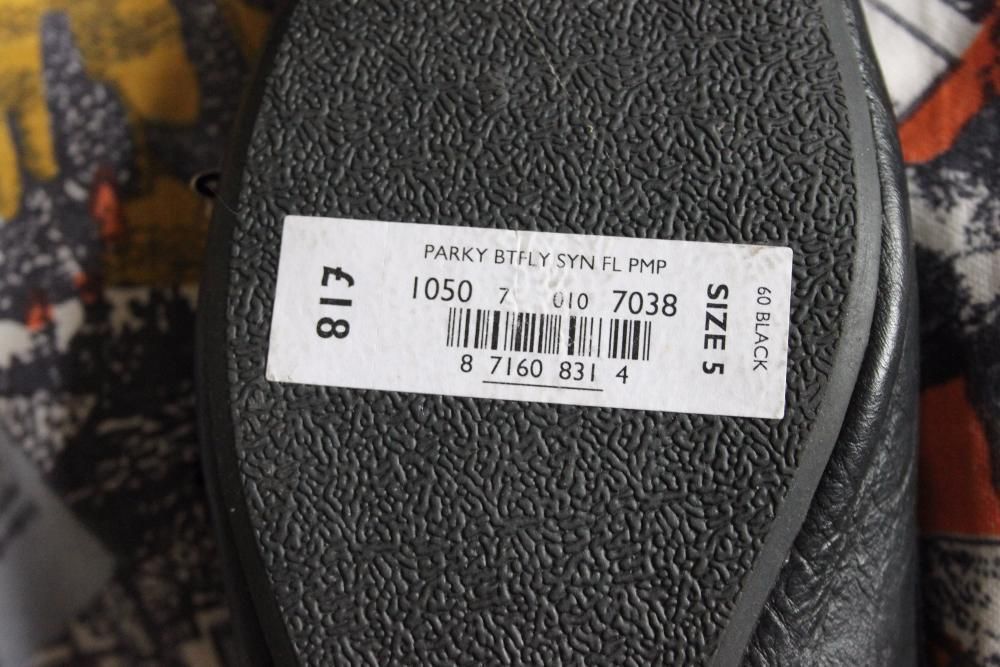 PARKY BTFLY SYN FL PMP
1050 7 010 7038
8 7160 831 4
£18
SIZE 5
60 BLACK